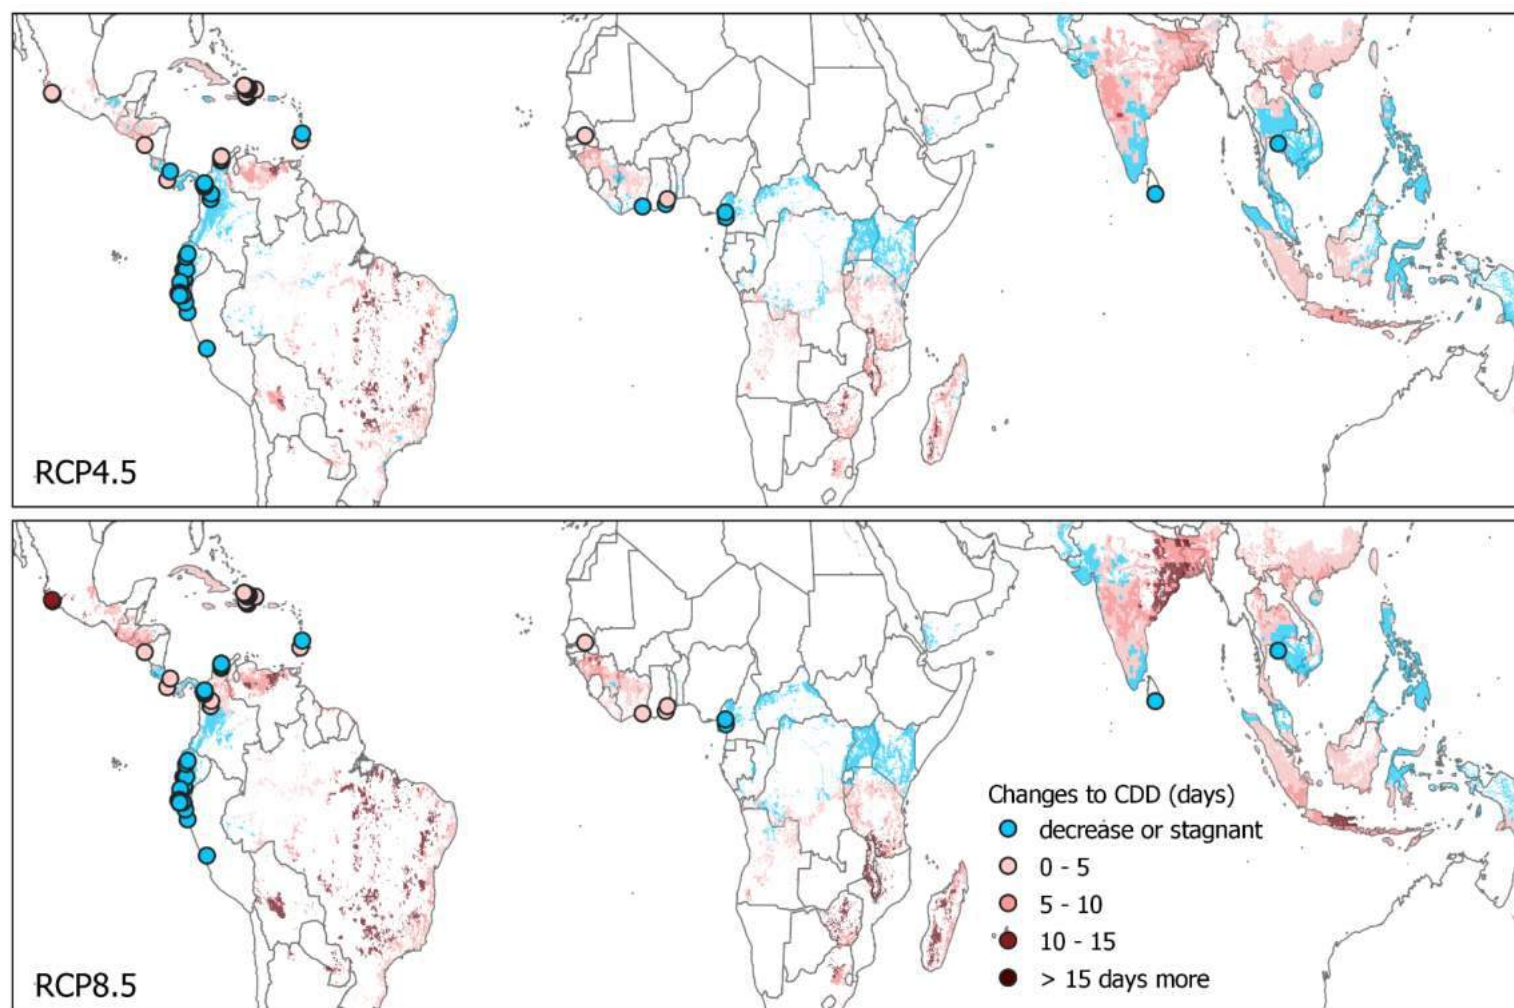 RCP4.5
RCP8.5
Changes to CDD (days)
decrease or stagnant
0 - 5
5 - 10
10 - 15
> 15 days more